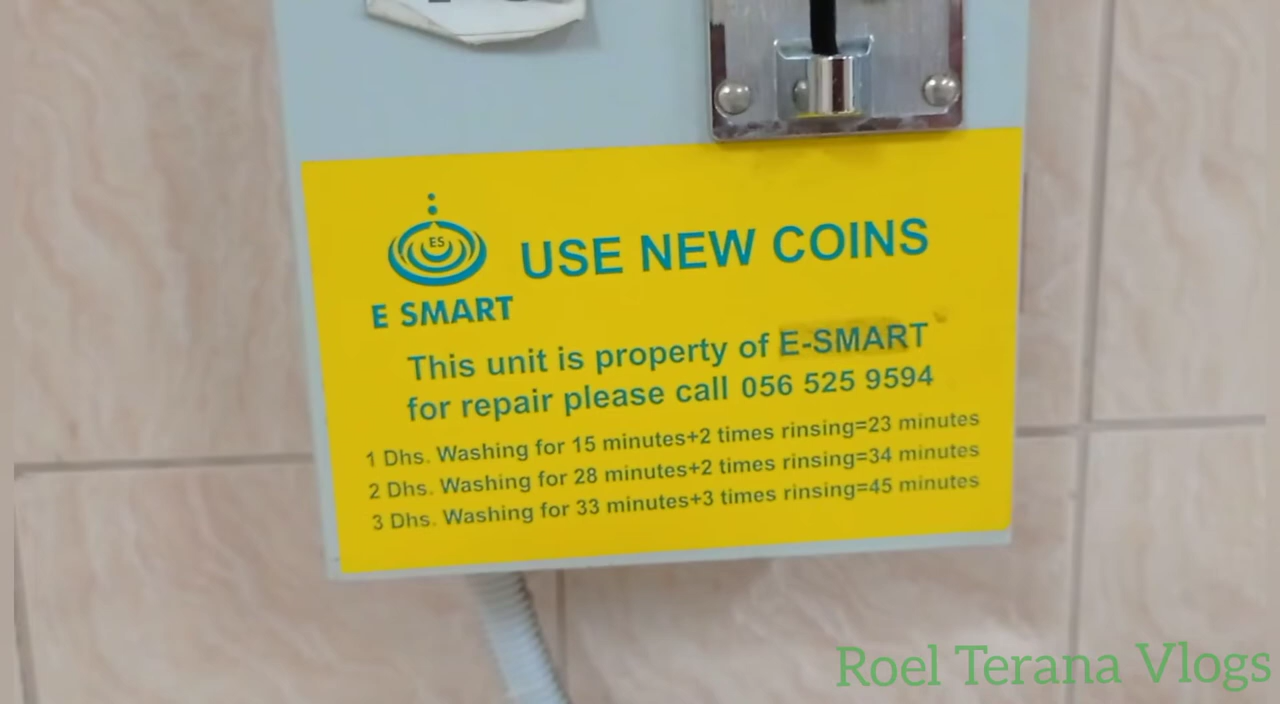 ES
E SMART
USE NEW COINS
This unit is property of E-SMART
for repair please call 056 525 9594
1 Dhs. Washing for 15 minutes+2 times rinsing=23 minutes
2 Dhs. Washing for 28 minutes+2 times rinsing=34 minutes
3 Dhs. Washing for 33 minutes+3 times rinsing=45 minutes
Roel Terana Vlogs